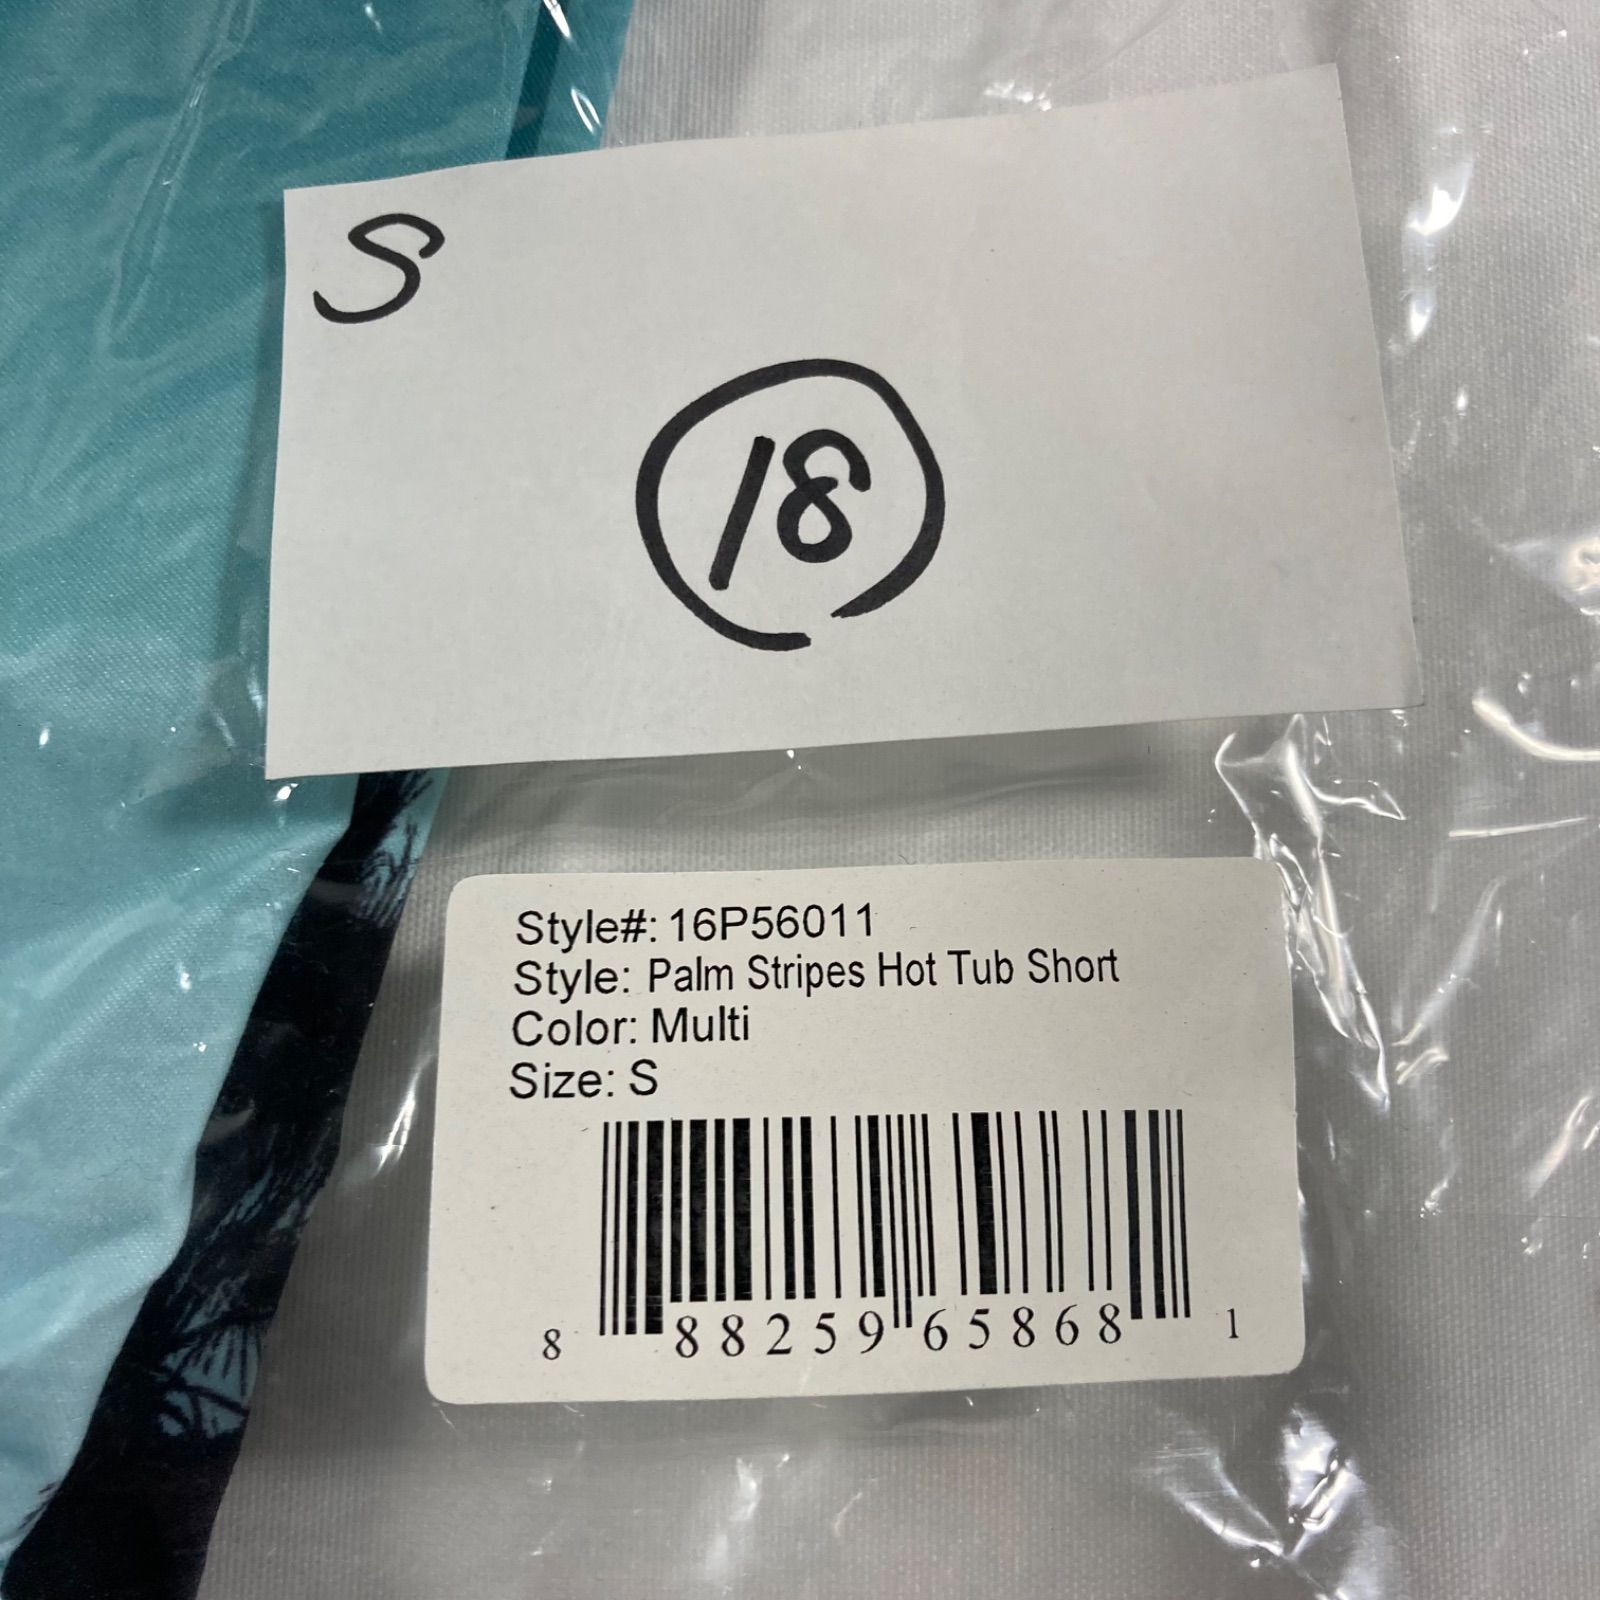 S
18
Style#: 16P56011
Style: Palm Stripes Hot Tub Short
Color: Multi
Size: S
8 88259 65868 1